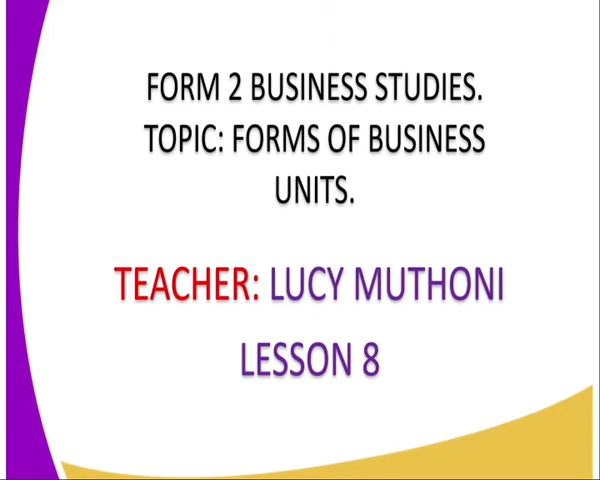 FORM 2 BUSINESS STUDIES.
TOPIC: FORMS OF BUSINESS
UNITS.
TEACHER: LUCY MUTHONI
LESSON 8